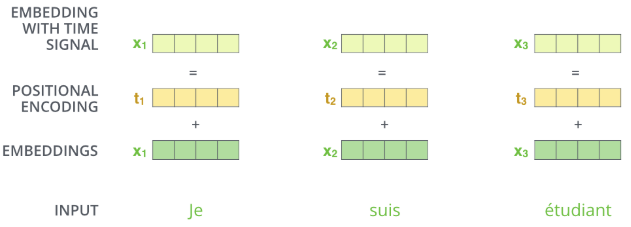 EMBEDDING
WITH TIME
SIGNAL
x1 x2 x3
= = =
POSITIONAL
ENCODING
t1 t2 t3
+ + +
EMBEDDINGS x1 x2 x3
INPUT Je suis étudiant